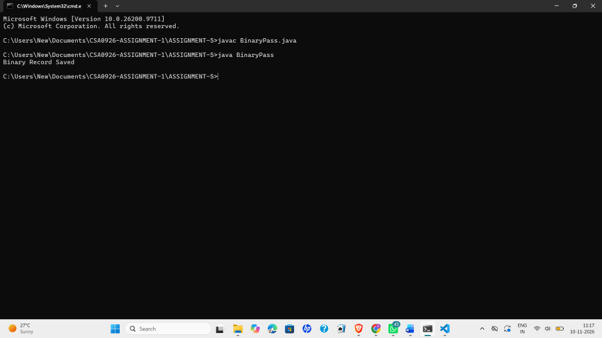 C:\Windows\System32\cmd.e
Microsoft Windows [Version 10.0.26200.9711]
(c) Microsoft Corporation. All rights reserved.
C:\Users\New\Documents\CSA0926-ASSIGNMENT-1\ASSIGNMENT-5>javac BinaryPass.java
C:\Users\New\Documents\CSA0926-ASSIGNMENT-1\ASSIGNMENT-5>java BinaryPass
Binary Record Saved
C:\Users\New\Documents\CSA0926-ASSIGNMENT-1\ASSIGNMENT-5>
27°C
Sunny
Search
ENG
IN
11:17
10-11-2026